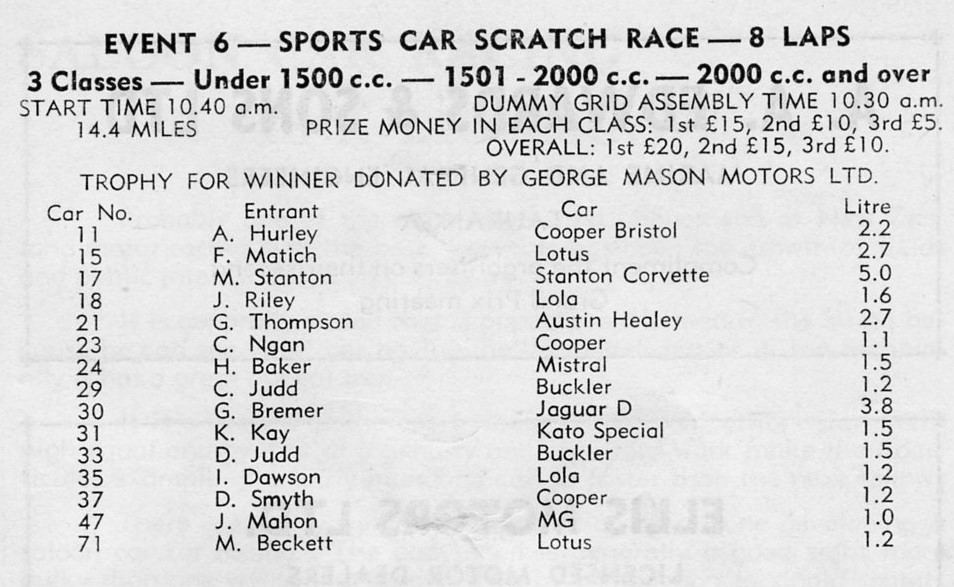 EVENT 6 — SPORTS CAR SCRATCH RACE — 8 LAPS
3 Classes — Under 1500 c.c. — 1501 - 2000 c.c. — 2000 c.c. and over
START TIME 10.40 a.m. DUMMY GRID ASSEMBLY TIME 10.30 a.m.
14.4 MILES PRIZE MONEY IN EACH CLASS: 1st £15, 2nd £10, 3rd £5.
OVERALL: 1st £20, 2nd £15, 3rd £10.
TROPHY FOR WINNER DONATED BY GEORGE MASON MOTORS LTD.
Car No. Entrant Car Litre
11 A. Hurley Cooper Bristol 2.2
15 F. Matich Lotus 2.7
17 M. Stanton Stanton Corvette 5.0
18 J. Riley Lola 1.6
21 G. Thompson Austin Healey 2.7
23 C. Ngan Cooper 1.1
24 H. Baker Mistral 1.5
29 C. Judd Buckler 1.2
30 G. Bremer Jaguar D 3.8
31 K. Kay Kato Special 1.5
33 D. Judd Buckler 1.5
35 I. Dawson Lola 1.2
37 D. Smyth Cooper 1.2
47 J. Mahon MG 1.0
71 M. Beckett Lotus 1.2